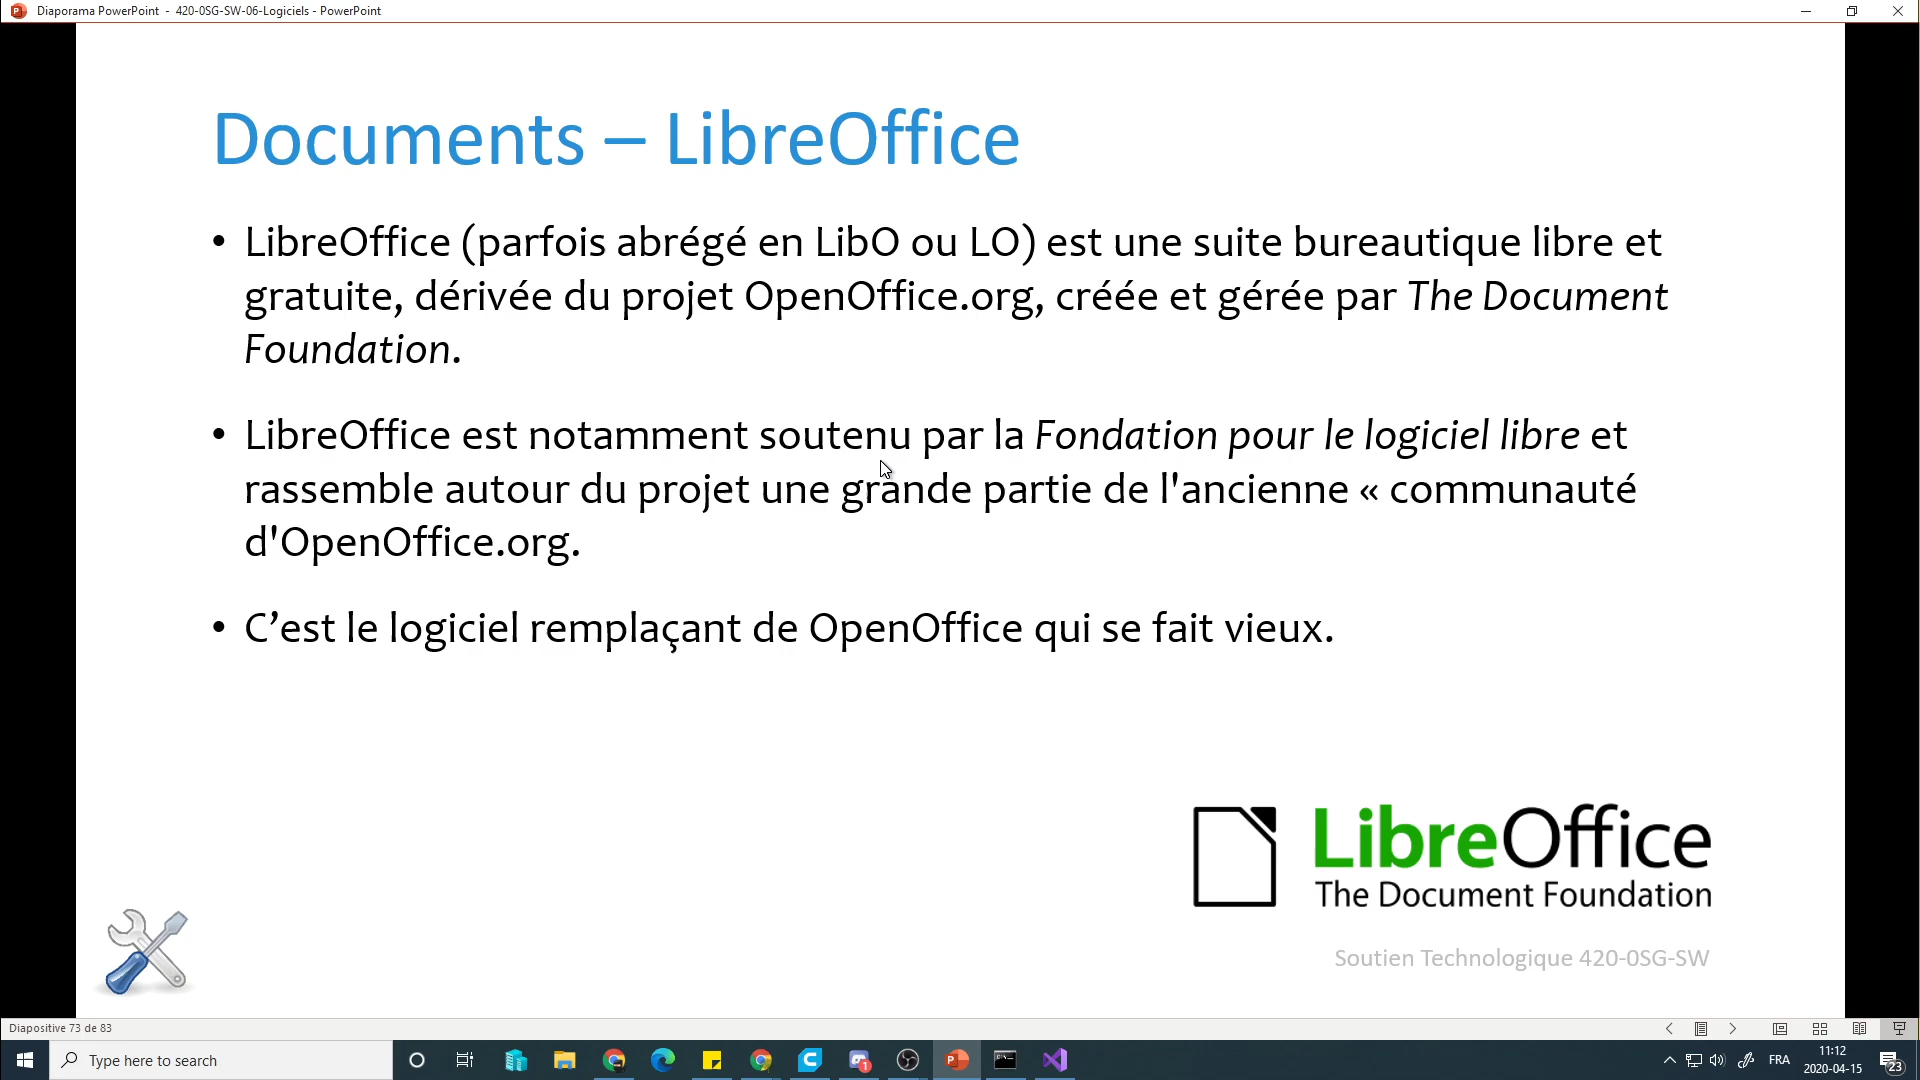 Diaporama PowerPoint - 420-0SG-SW-06-Logiciels - PowerPoint
Documents – LibreOffice
• LibreOffice (parfois abrégé en LibO ou LO) est une suite bureautique libre et
gratuite, dérivée du projet OpenOffice.org, créée et gérée par The Document
Foundation.
• LibreOffice est notamment soutenu par la Fondation pour le logiciel libre et
rassemble autour du projet une grande partie de l'ancienne « communauté
d'OpenOffice.org.
• C’est le logiciel remplaçant de OpenOffice qui se fait vieux.
LibreOffice
The Document Foundation
Soutien Technologique 420-0SG-SW
Diapositive 73 de 83
Type here to search
FRA
11:12
2020-04-15
23
1